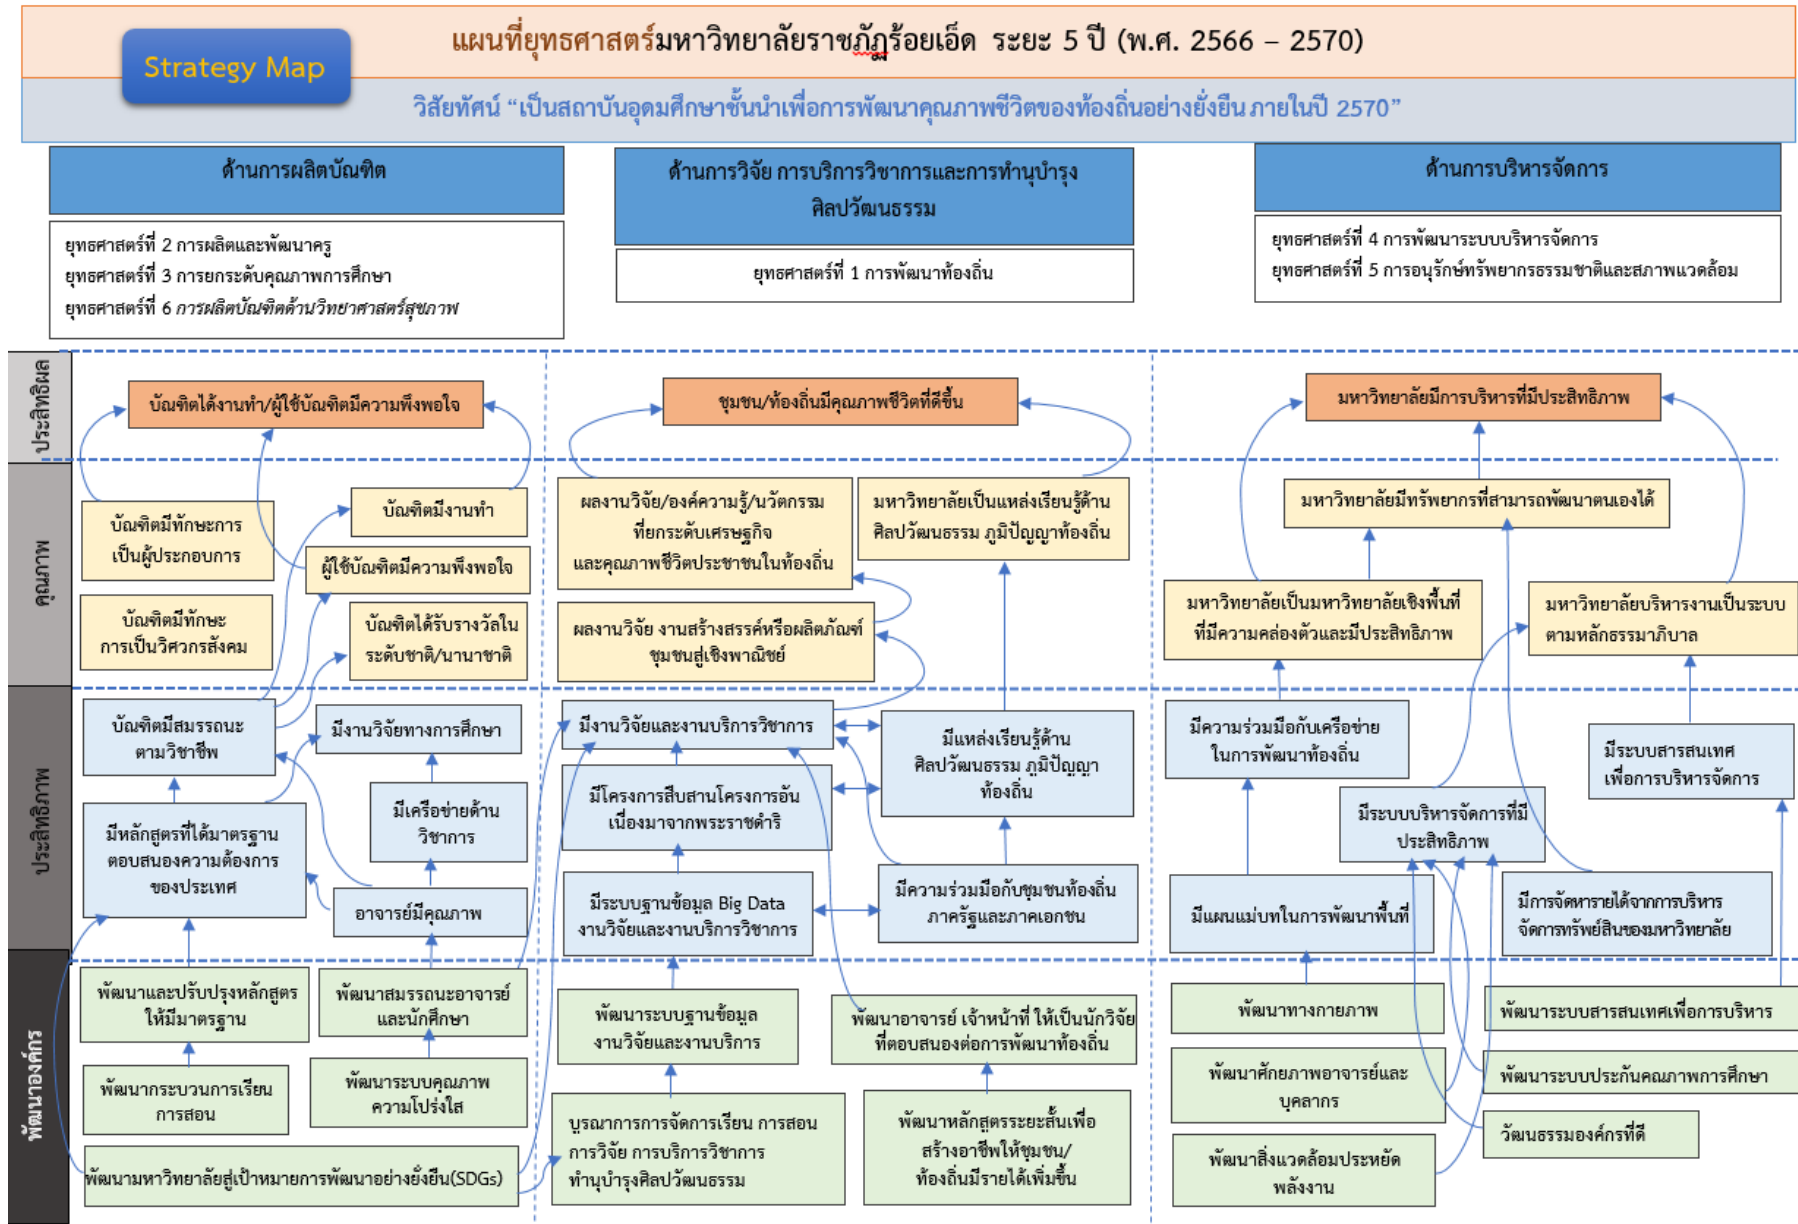 Strategy Map
แผนที่ยุทธศาสตร์มหาวิทยาลัยราชภัฏร้อยเอ็ด ระยะ 5 ปี (พ.ศ. 2566 – 2570)
วิสัยทัศน์ “เป็นสถาบันอุดมศึกษาชั้นนำเพื่อการพัฒนาคุณภาพชีวิตของท้องถิ่นอย่างยั่งยืน ภายในปี 2570”
ด้านการผลิตบัณฑิต
ยุทธศาสตร์ที่ 2 การผลิตและพัฒนาครู
ยุทธศาสตร์ที่ 3 การยกระดับคุณภาพการศึกษา
ยุทธศาสตร์ที่ 6 การผลิตบัณฑิตด้านวิทยาศาสตร์สุขภาพ
ด้านการวิจัย การบริการวิชาการและการทำนุบำรุง
ศิลปวัฒนธรรม
ยุทธศาสตร์ที่ 1 การพัฒนาท้องถิ่น
ด้านการบริหารจัดการ
ยุทธศาสตร์ที่ 4 การพัฒนาระบบบริหารจัดการ
ยุทธศาสตร์ที่ 5 การอนุรักษ์ทรัพยากรธรรมชาติและสภาพแวดล้อม
ประสิทธิผล
บัณฑิตได้งานทำ/ผู้ใช้บัณฑิตมีความพึงพอใจ
ชุมชน/ท้องถิ่นมีคุณภาพชีวิตที่ดีขึ้น
มหาวิทยาลัยมีการบริหารที่มีประสิทธิภาพ
คุณภาพ
บัณฑิตมีทักษะการ
เป็นผู้ประกอบการ
บัณฑิตมีงานทำ
ผู้ใช้บัณฑิตมีความพึงพอใจ
บัณฑิตมีทักษะ
การเป็นวิศวกรสังคม
บัณฑิตได้รับรางวัลใน
ระดับชาติ/นานาชาติ
ผลงานวิจัย/องค์ความรู้/นวัตกรรม
ที่ยกระดับเศรษฐกิจ
และคุณภาพชีวิตประชาชนในท้องถิ่น
มหาวิทยาลัยเป็นแหล่งเรียนรู้ด้าน
ศิลปวัฒนธรรม ภูมิปัญญาท้องถิ่น
ผลงานวิจัย งานสร้างสรรค์หรือผลิตภัณฑ์
ชุมชนสู่เชิงพาณิชย์
มหาวิทยาลัยมีทรัพยากรที่สามารถพัฒนาตนเองได้
มหาวิทยาลัยเป็นมหาวิทยาลัยเชิงพื้นที่
ที่มีความคล่องตัวและมีประสิทธิภาพ
มหาวิทยาลัยบริหารงานเป็นระบบ
ตามหลักธรรมาภิบาล
ประสิทธิภาพ
บัณฑิตมีสมรรถนะ
ตามวิชาชีพ
มีงานวิจัยทางการศึกษา
มีเครือข่ายด้าน
วิชาการ
มีหลักสูตรที่ได้มาตรฐาน
ตอบสนองความต้องการ
ของประเทศ
อาจารย์มีคุณภาพ
มีงานวิจัยและงานบริการวิชาการ
มีแหล่งเรียนรู้ด้าน
ศิลปวัฒนธรรม ภูมิปัญญา
ท้องถิ่น
มีโครงการสืบสานโครงการอัน
เนื่องมาจากพระราชดำริ
มีระบบฐานข้อมูล Big Data
งานวิจัยและงานบริการวิชาการ
มีความร่วมมือกับชุมชนท้องถิ่น
ภาครัฐและภาคเอกชน
มีความร่วมมือกับเครือข่าย
ในการพัฒนาท้องถิ่น
มีระบบสารสนเทศ
เพื่อการบริหารจัดการ
มีระบบบริหารจัดการที่มี
ประสิทธิภาพ
มีแผนแม่บทในการพัฒนาพื้นที่
มีการจัดหารายได้จากการบริหาร
จัดการทรัพย์สินของมหาวิทยาลัย
พัฒนาองค์กร
พัฒนาและปรับปรุงหลักสูตร
ให้มีมาตรฐาน
พัฒนาสมรรถนะอาจารย์
และนักศึกษา
พัฒนากระบวนการเรียน
การสอน
พัฒนาระบบคุณภาพ
ความโปร่งใส
พัฒนามหาวิทยาลัยสู่เป้าหมายการพัฒนาอย่างยั่งยืน(SDGs)
พัฒนาระบบฐานข้อมูล
งานวิจัยและงานบริการ
พัฒนาอาจารย์ เจ้าหน้าที่ ให้เป็นนักวิจัย
ที่ตอบสนองต่อการพัฒนาท้องถิ่น
บูรณาการการจัดการเรียน การสอน
การวิจัย การบริการวิชาการ
ทำนุบำรุงศิลปวัฒนธรรม
พัฒนาหลักสูตรระยะสั้นเพื่อ
สร้างอาชีพให้ชุมชน/
ท้องถิ่นมีรายได้เพิ่มขึ้น
พัฒนาทางกายภาพ
พัฒนาระบบสารสนเทศเพื่อการบริหาร
พัฒนาศักยภาพอาจารย์และ
บุคลากร
พัฒนาระบบประกันคุณภาพการศึกษา
วัฒนธรรมองค์กรที่ดี
พัฒนาสิ่งแวดล้อมประหยัด
พลังงาน